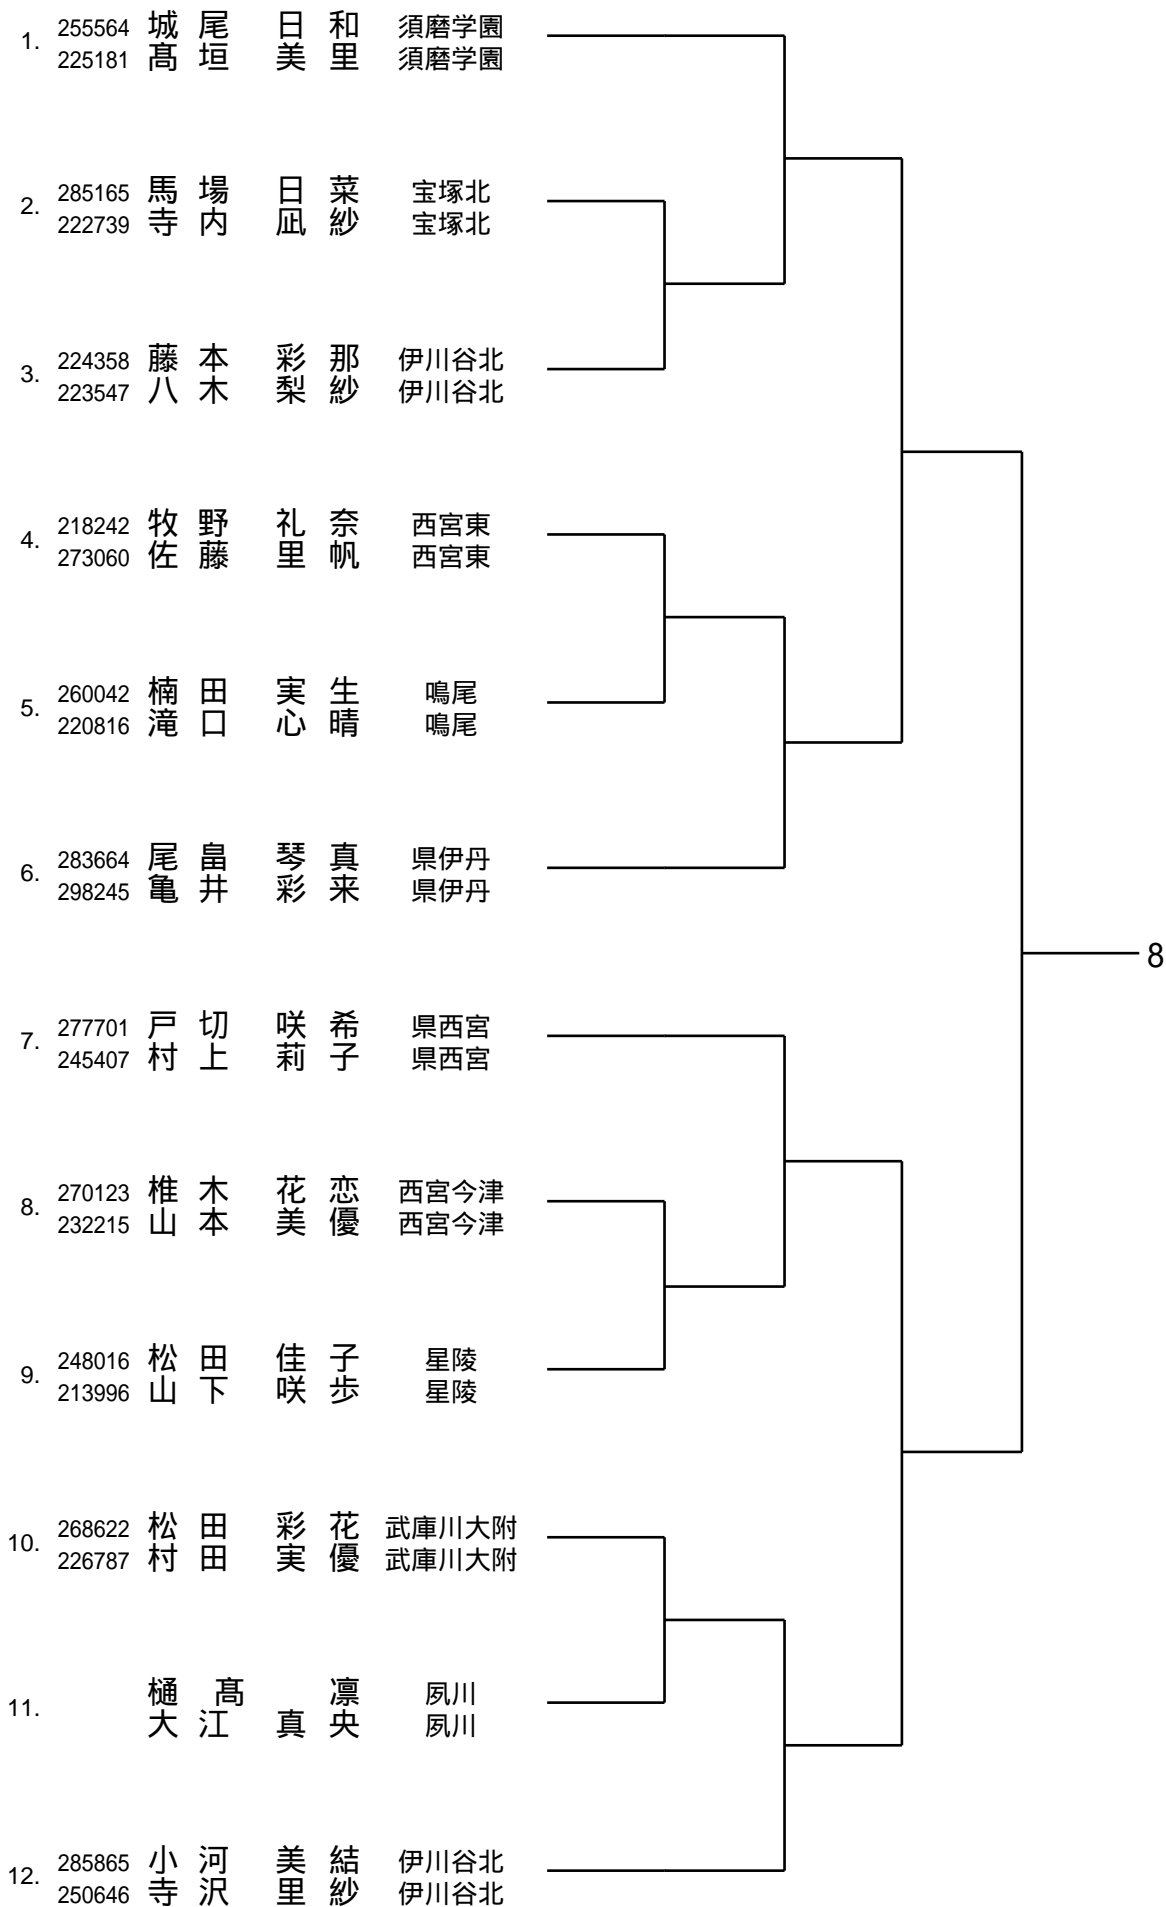 1. 255564 城尾 日和 須磨学園
225181 髙垣 美里 須磨学園
2. 285165 馬場 日菜 宝塚北
222739 寺内 凪紗 宝塚北
3. 224358 藤本 彩那 伊川谷北
223547 八木 梨紗 伊川谷北
4. 218242 牧野 礼奈 西宮東
273060 佐藤 里帆 西宮東
5. 260042 楠田 実生 鳴尾
220816 滝口 心晴 鳴尾
6. 283664 尾畠 琴真 県伊丹
298245 亀井 彩来 県伊丹
8
7. 277701 戸切 咲希 県西宮
245407 村上 莉子 県西宮
8. 270123 椎木 花恋 西宮今津
232215 山本 美優 西宮今津
9. 248016 松田 佳子 星陵
213996 山下 咲歩 星陵
10. 268622 松田 彩花 武庫川大附
226787 村田 実優 武庫川大附
11. 樋髙 凛 夙川
大江 真央 夙川
12. 285865 小河 美結 伊川谷北
250646 寺沢 里紗 伊川谷北